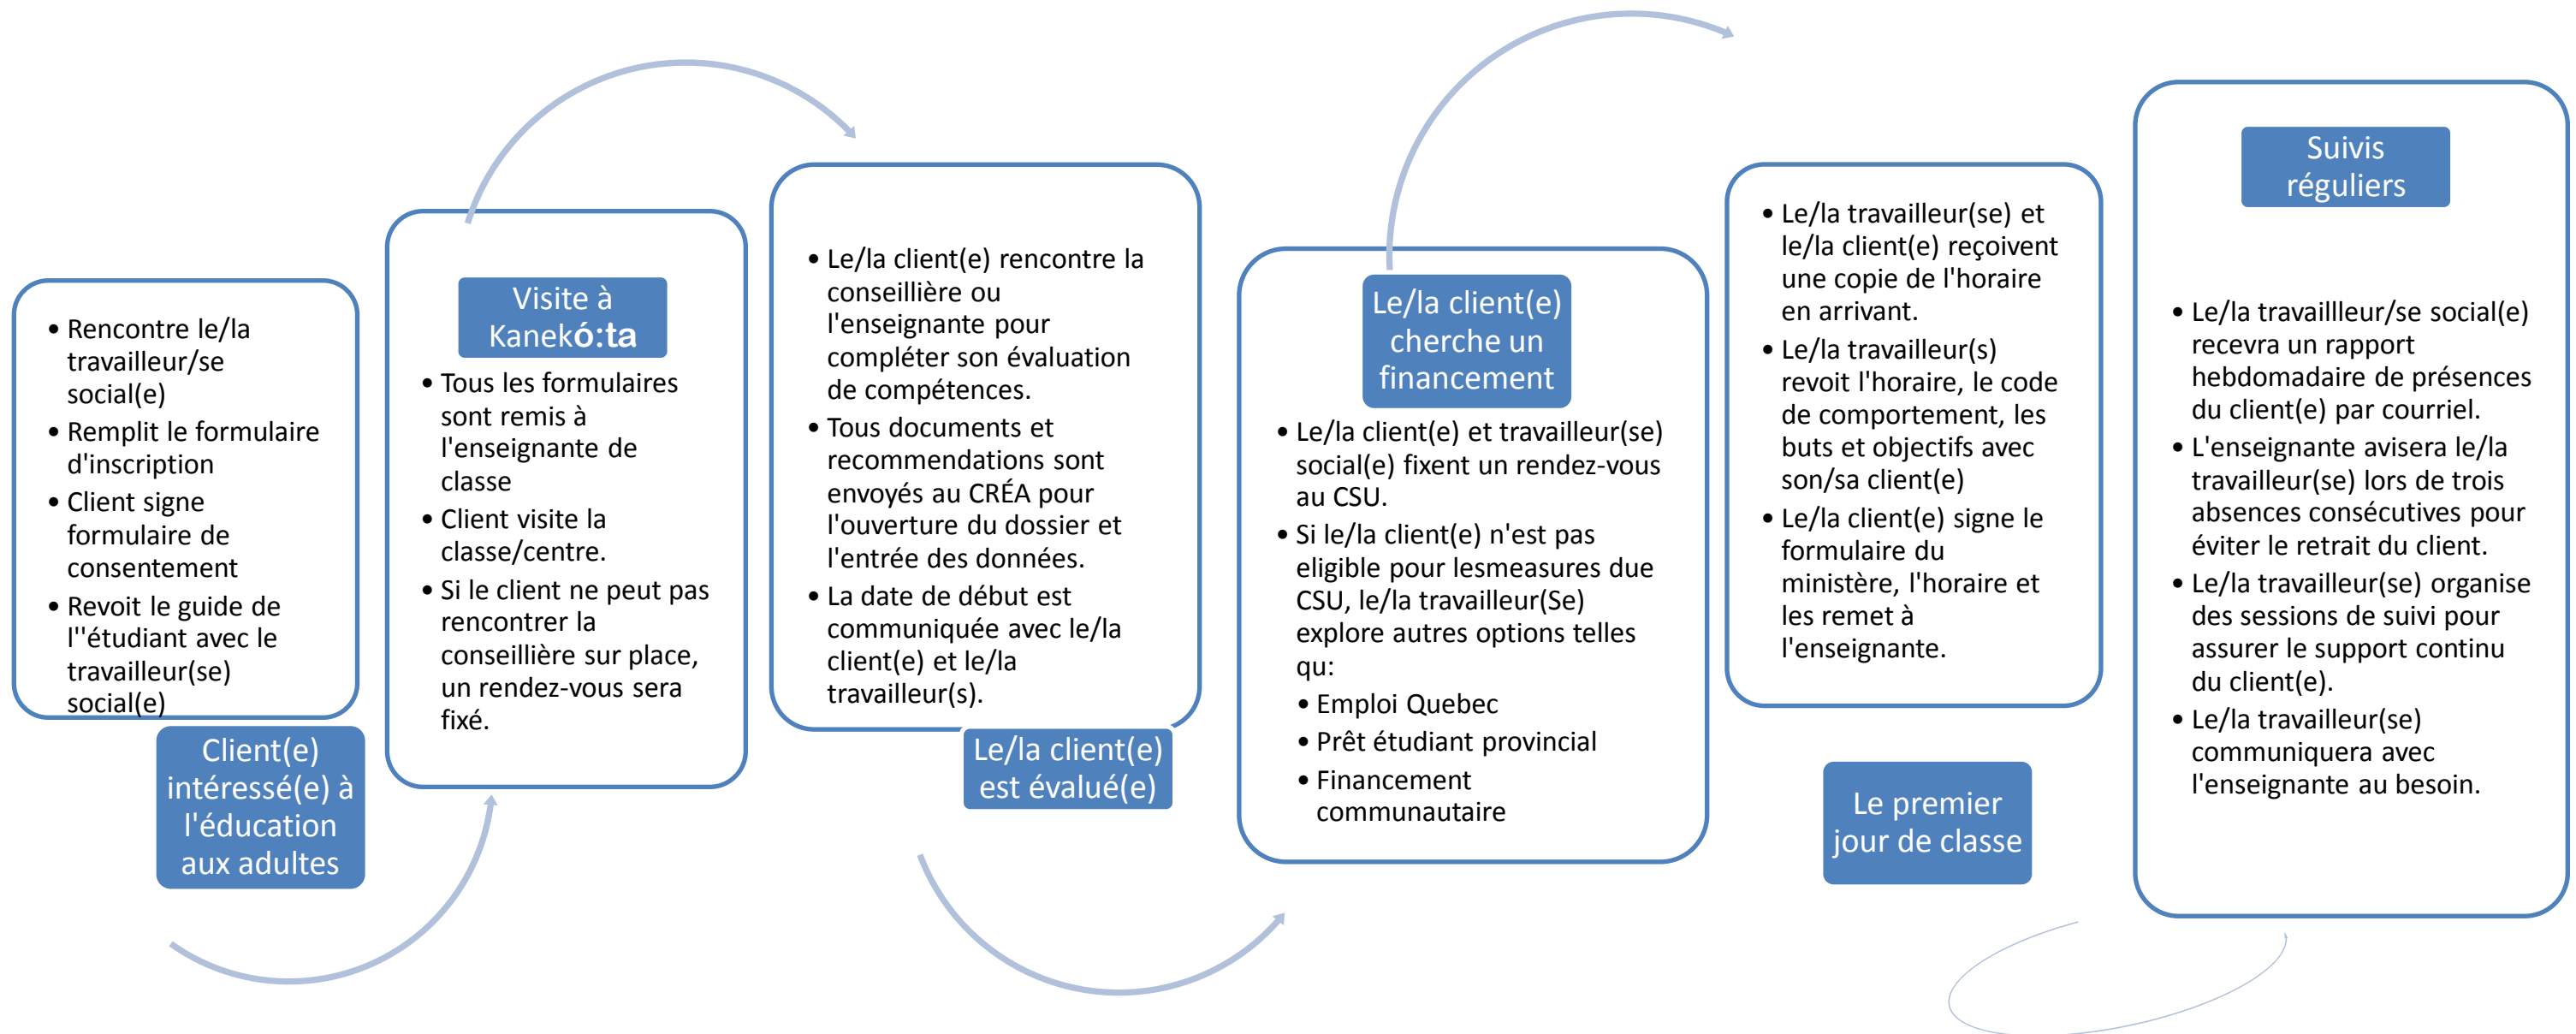 • Rencontre le/la
travailleur/se
social(e)
• Remplit le formulaire
d'inscription
• Client signe
formulaire de
consentement
• Revoit le guide de
l''étudiant avec le
travailleur(se)
social(e)
Client(e)
intéressé(e) à
l'éducation
aux adultes
Visite à
Kanekó:ta
• Tous les formulaires
sont remis à
l'enseignante de
classe
• Client visite la
classe/centre.
• Si le client ne peut pas
rencontrer la
conseillière sur place,
un rendez-vous sera
fixé.
• Le/la client(e) rencontre la
conseillière ou
l'enseignante pour
compléter son évaluation
de compétences.
• Tous documents et
recommendations sont
envoyés au CRÉA pour
l'ouverture du dossier et
l'entrée des données.
• La date de début est
communiquée avec le/la
client(e) et le/la
travailleur(s).
Le/la client(e)
est évalué(e)
Le/la client(e)
cherche un
financement
• Le/la client(e) et travailleur(se)
social(e) fixent un rendez-vous
au CSU.
• Si le/la client(e) n'est pas
eligible pour lesmeasures due
CSU, le/la travailleur(Se)
explore autres options telles
qu:
• Emploi Quebec
• Prêt étudiant provincial
• Financement
communautaire
• Le/la travailleur(se) et
le/la client(e) reçoivent
une copie de l'horaire
en arrivant.
• Le/la travailleur(s)
revoit l'horaire, le code
de comportement, les
buts et objectifs avec
son/sa client(e)
• Le/la client(e) signe le
formulaire du
ministère, l'horaire et
les remet à
l'enseignante.
Le premier
jour de classe
Suivis
réguliers
• Le/la travaillleur/se social(e)
recevra un rapport
hebdomadaire de présences
du client(e) par courriel.
• L'enseignante avisera le/la
travailleur(se) lors de trois
absences consécutives pour
éviter le retrait du client.
• Le/la travailleur(se) organise
des sessions de suivi pour
assurer le support continu
du client(e).
• Le/la travailleur(se)
communiquera avec
l'enseignante au besoin.